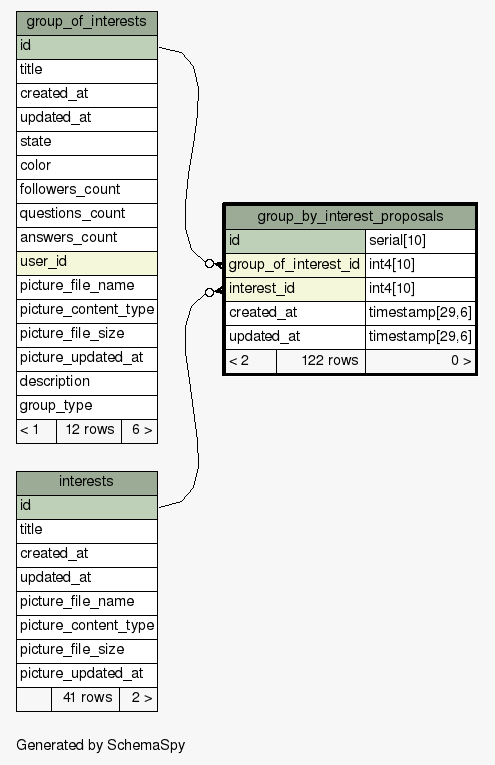 group_of_interests
id
title
created_at
updated_at
state
color
followers_count
questions_count
answers_count
user_id
picture_file_name
picture_content_type
picture_file_size
picture_updated_at
description
group_type
< 1 12 rows 6 >
group_by_interest_proposals
id serial[10]
group_of_interest_id int4[10]
interest_id int4[10]
created_at timestamp[29,6]
updated_at timestamp[29,6]
< 2 122 rows 0 >
interests
id
title
created_at
updated_at
picture_file_name
picture_content_type
picture_file_size
picture_updated_at
41 rows 2 >
Generated by SchemaSpy